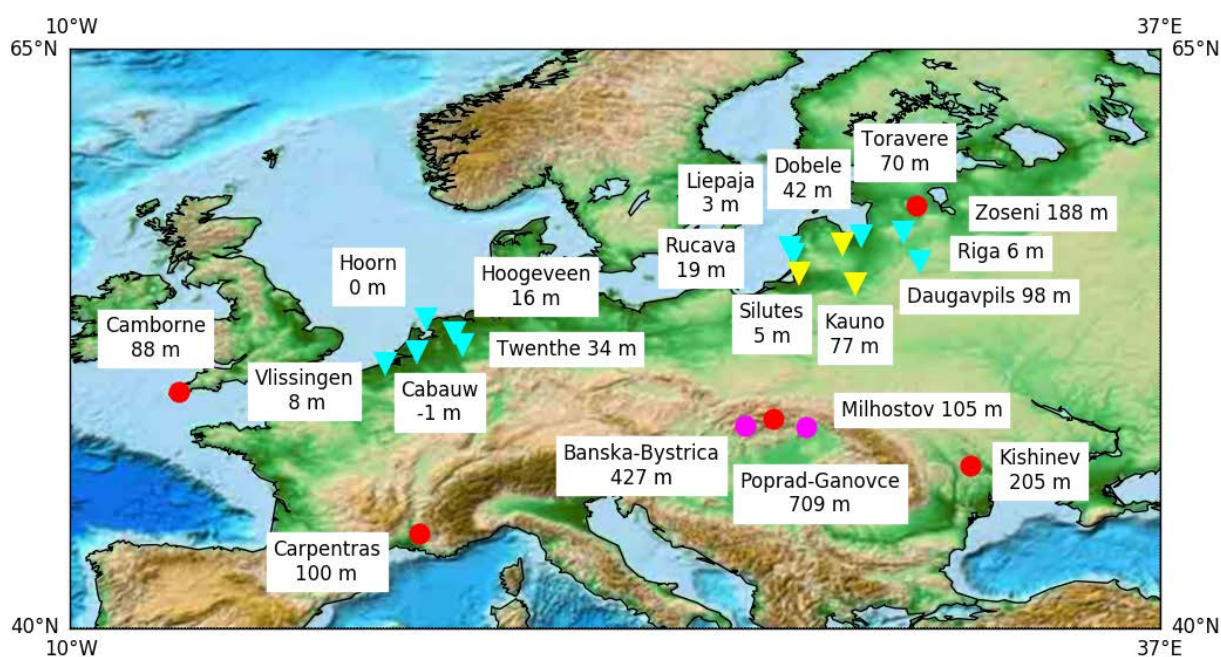 10°W
37°E
65°N
65°N
Toravere
70 m
Dobele
42 m
Liepaja
3 m
Zoseni 188 m
Rucava
19 m
Riga 6 m
Hoorn
0 m
Hoogeveen
16 m
Daugavpils 98 m
Silutes
5 m
Kauno
77 m
Camborne
88 m
Twenthe 34 m
Vlissingen
8 m
Cabauw
-1 m
Milhostov 105 m
Banska-Bystrica
427 m
Poprad-Ganovce
709 m
Kishinev
205 m
Carpentras
100 m
40°N
40°N
10°W
37°E